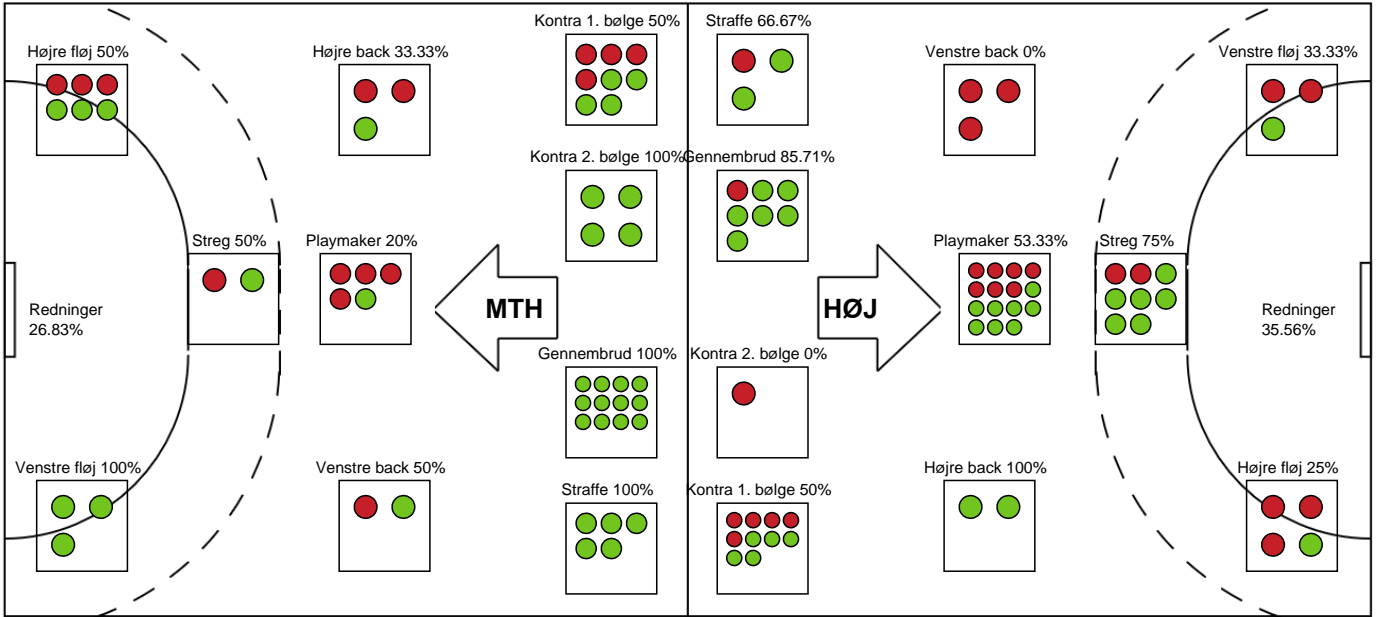 Kontra 1. bølge 50%
Straffe 66.67%
Højre fløj 50%
Højre back 33.33%
Venstre back 0%
Venstre fløj 33.33%
Kontra 2. bølge 100%
Gennembrud 85.71%
Streg 50%
Playmaker 20%
Playmaker 53.33%
Streg 75%
MTH
HØJ
Redninger
26.83%
Redninger
35.56%
Gennembrud 100%
Kontra 2. bølge 0%
Venstre fløj 100%
Venstre back 50%
Højre back 100%
Højre fløj 25%
Straffe 100%
Kontra 1. bølge 50%